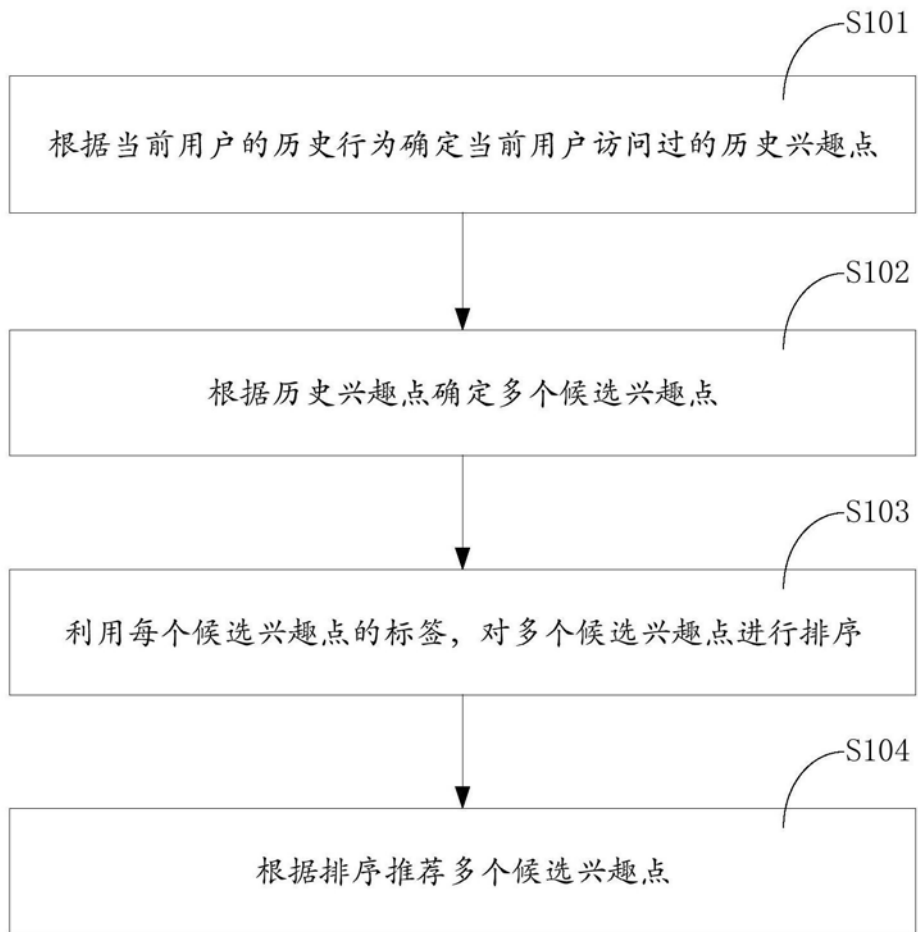 S101
根据当前用户的历史行为确定当前用户访问过的历史兴趣点
S102
根据历史兴趣点确定多个候选兴趣点
S103
利用每个候选兴趣点的标签，对多个候选兴趣点进行排序
S104
根据排序推荐多个候选兴趣点